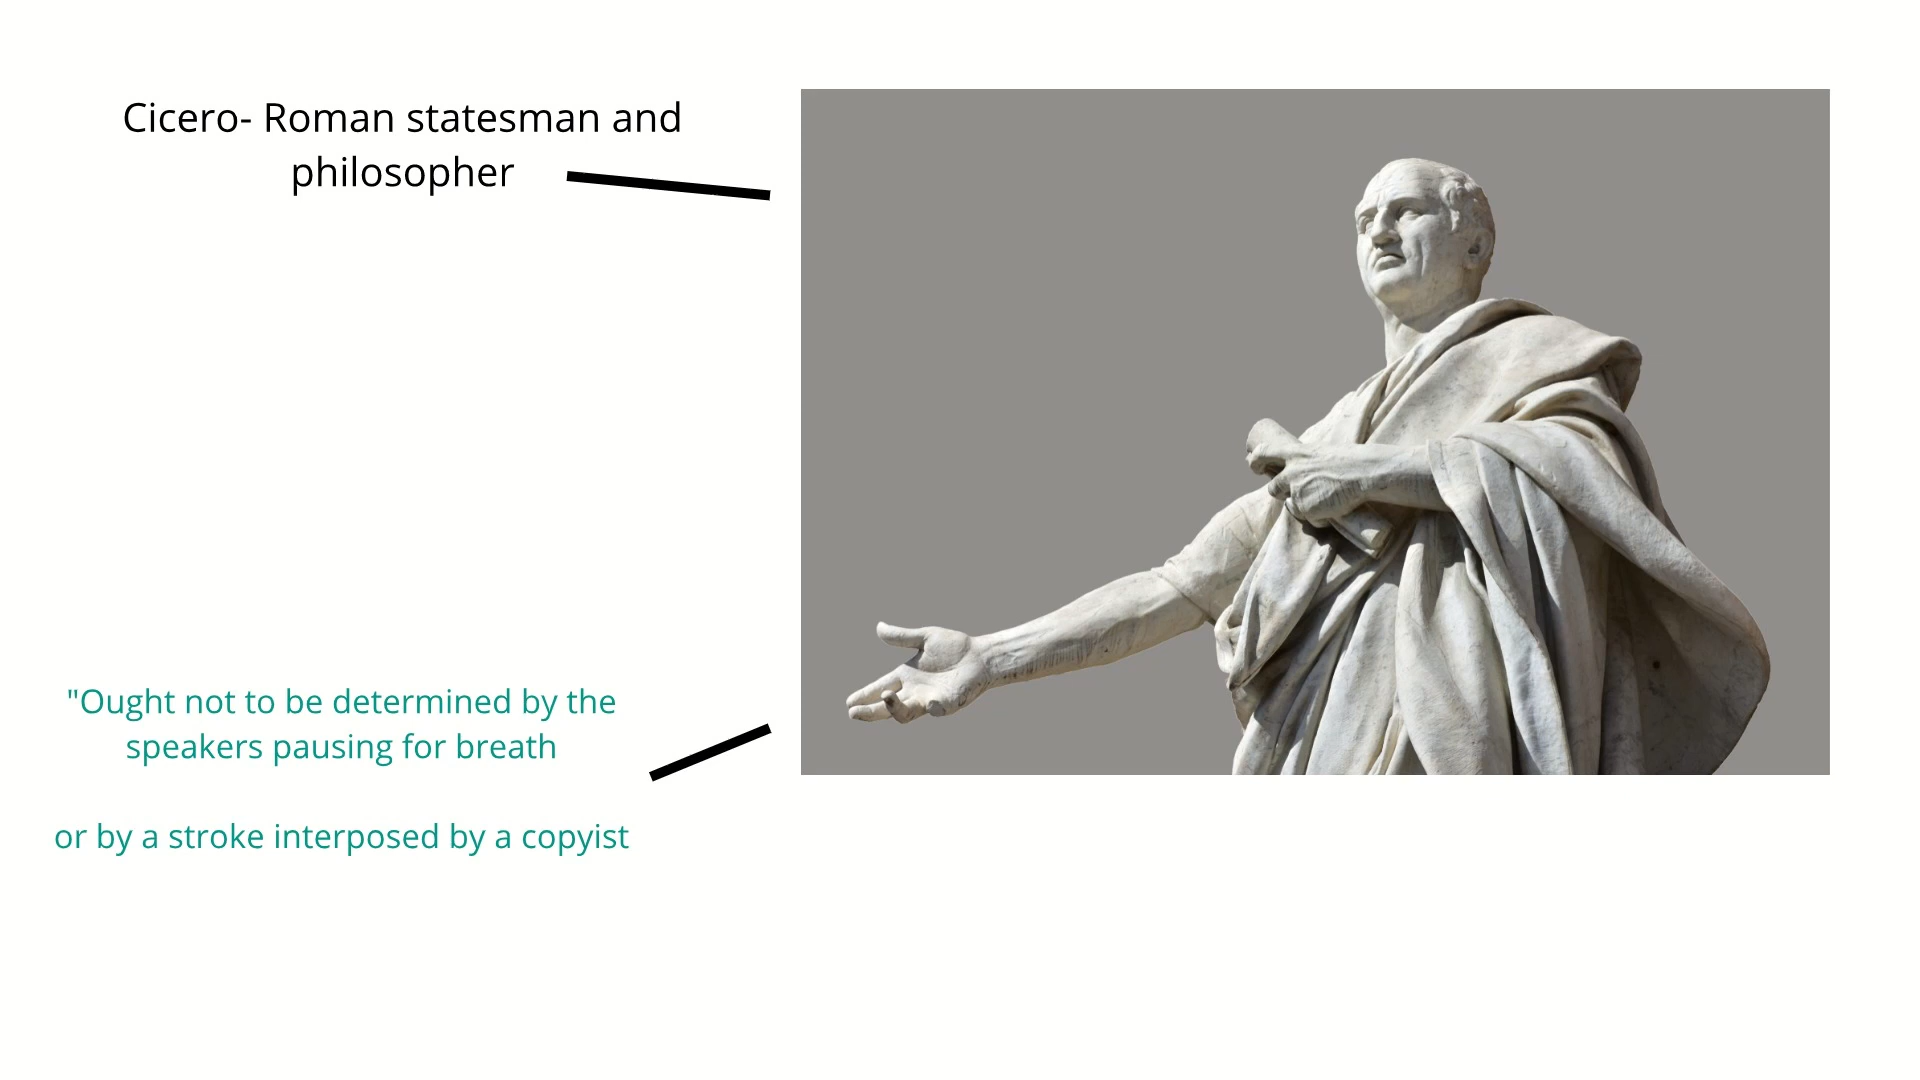 Cicero- Roman statesman and
philosopher
"Ought not to be determined by the
speakers pausing for breath
or by a stroke interposed by a copyist